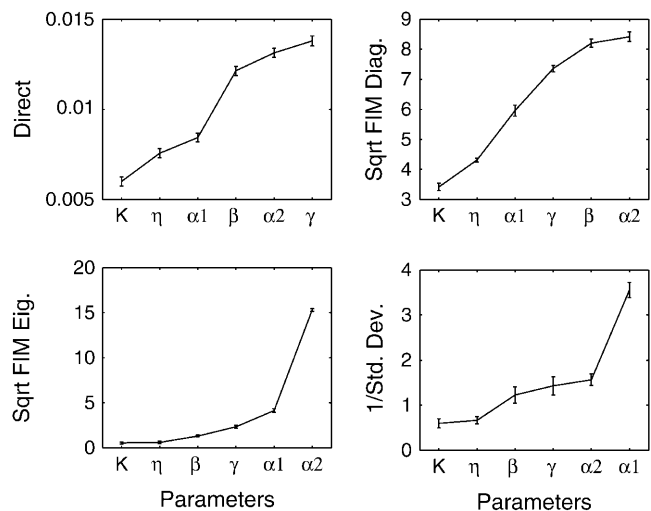 Direct
0.015
0.01
0.005
K η α1 β α2 γ
Sqrt FIM Diag.
9
8
7
6
5
4
3
K η α1 γ β α2
Sqrt FIM Eig.
20
15
10
5
0
K η β γ α1 α2
Parameters
1/Std. Dev.
4
3
2
1
0
K η β γ α2 α1
Parameters